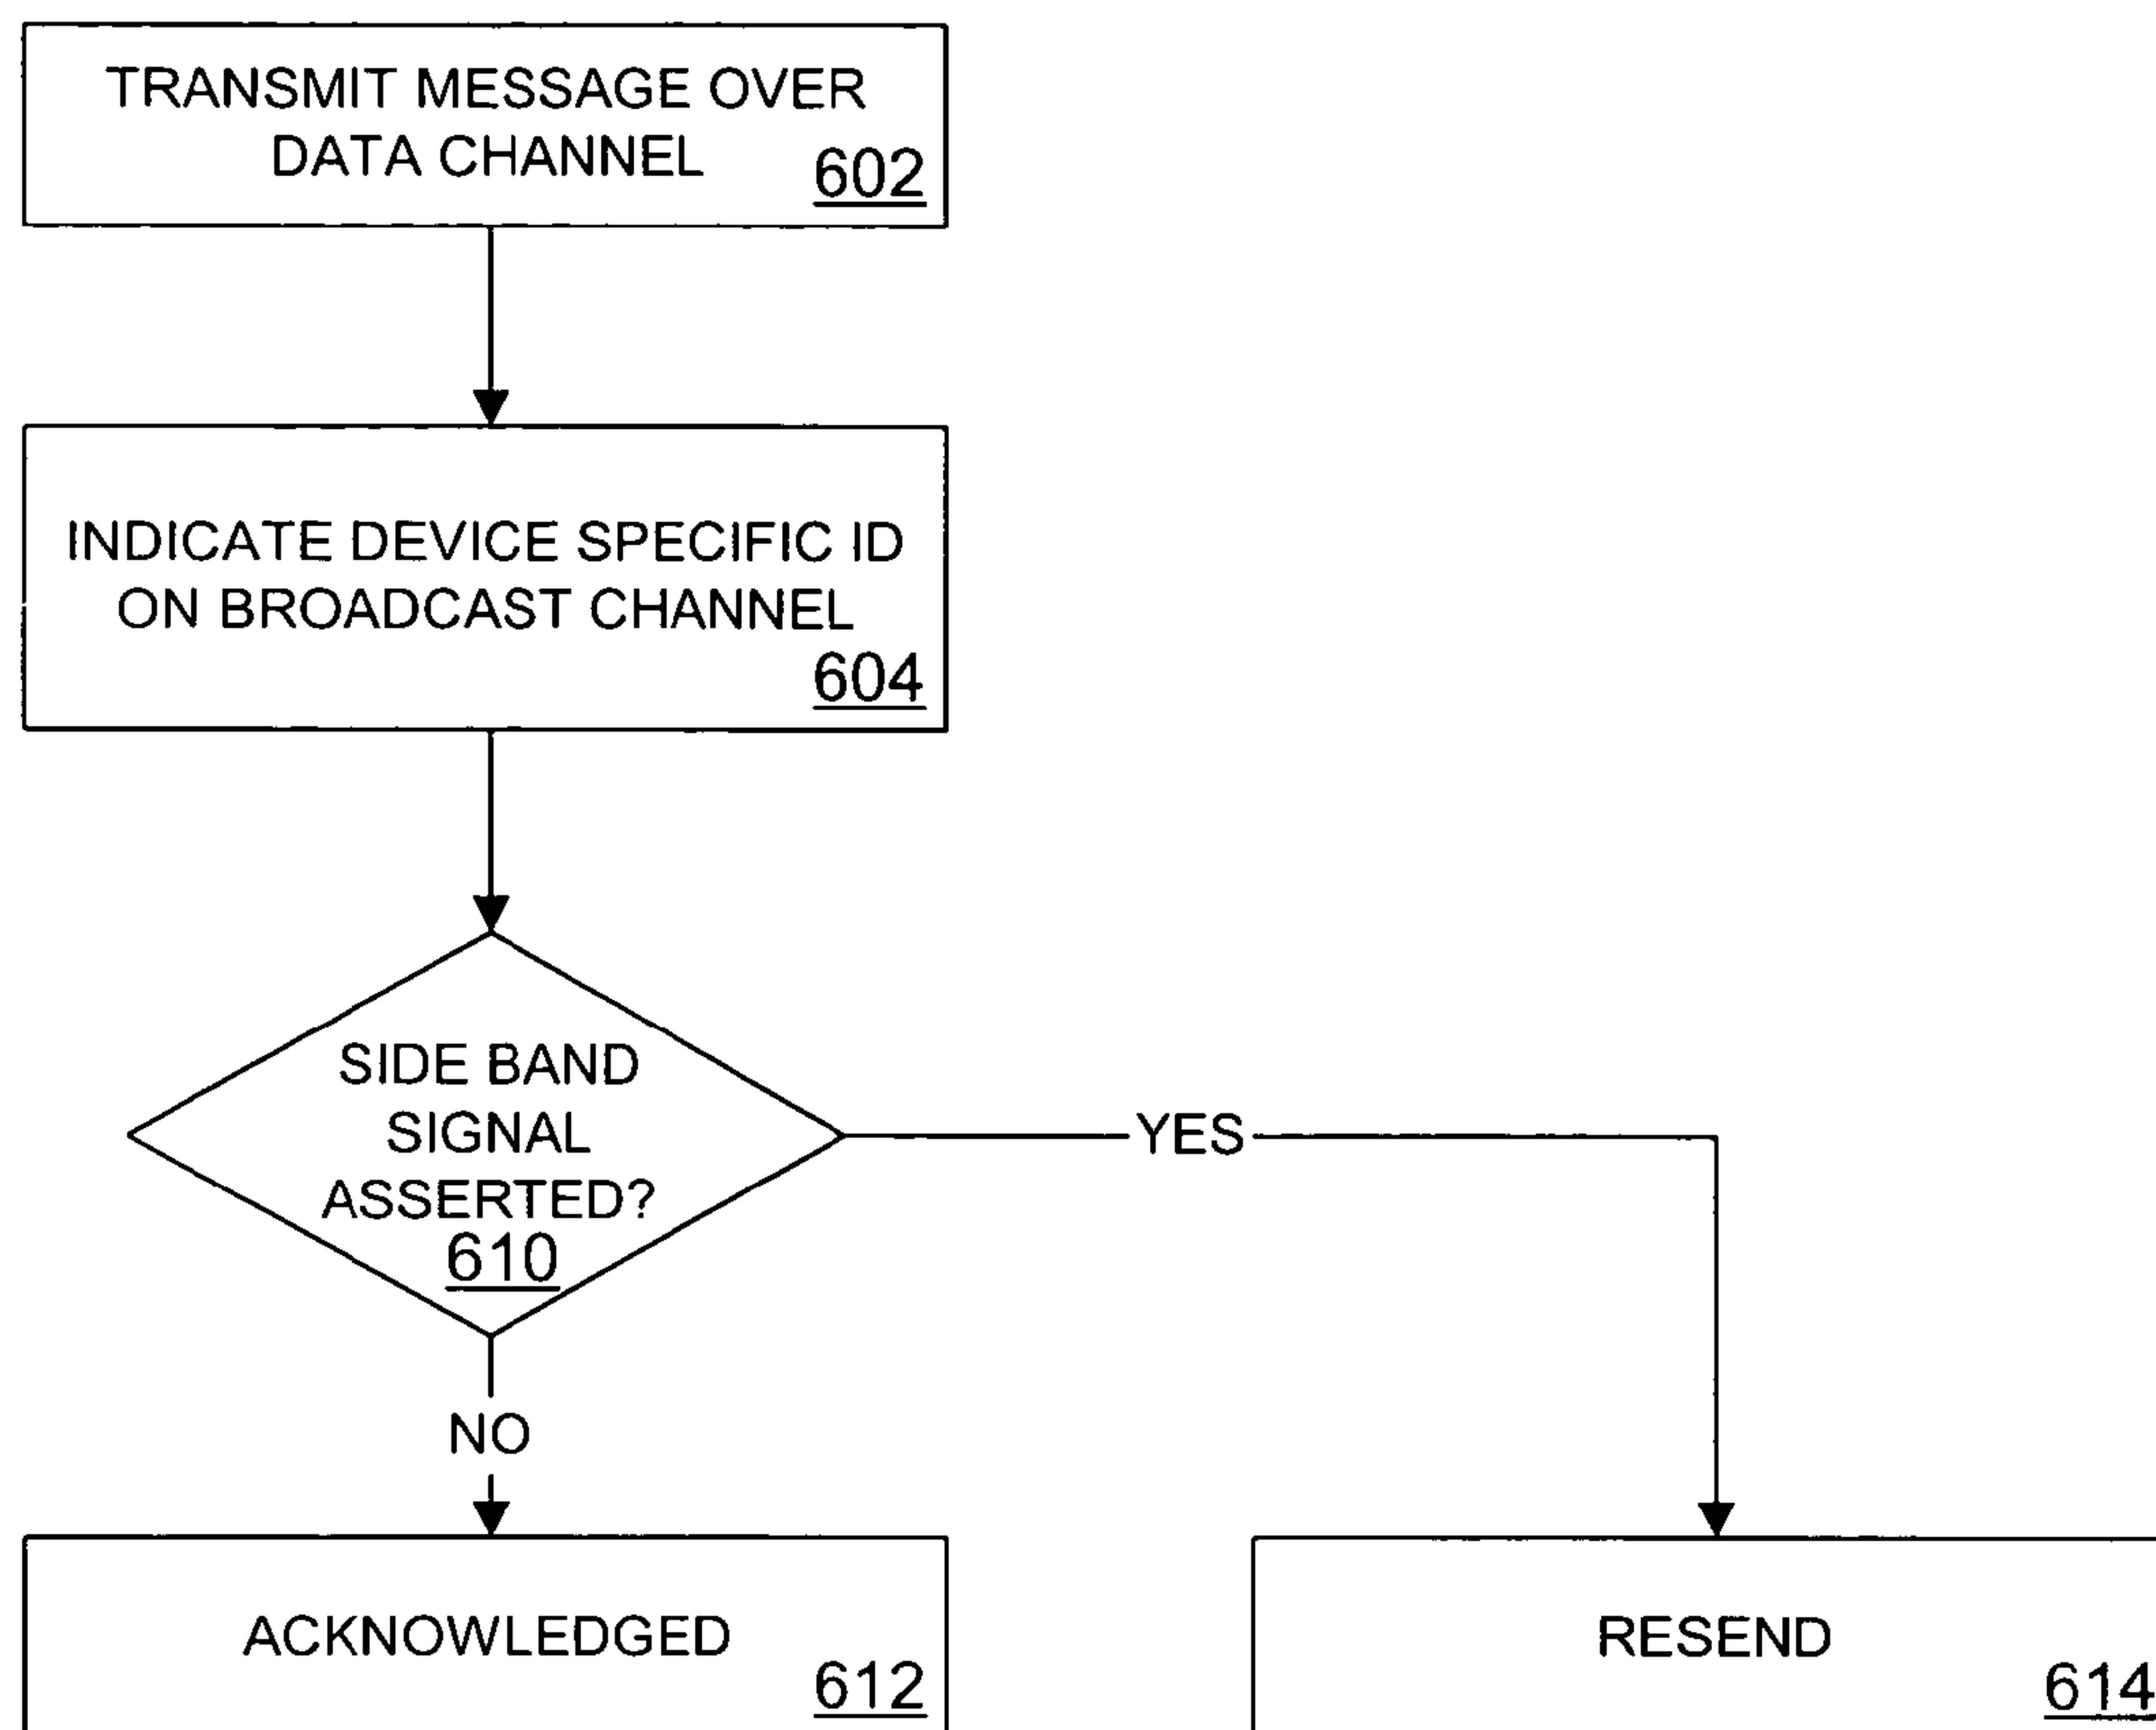 TRANSMIT MESSAGE OVER
DATA CHANNEL
602
INDICATE DEVICE SPECIFIC ID
ON BROADCAST CHANNEL
604
SIDE BAND
SIGNAL
ASSERTED?
610
YES
NO
ACKNOWLEDGED
612
RESEND
614